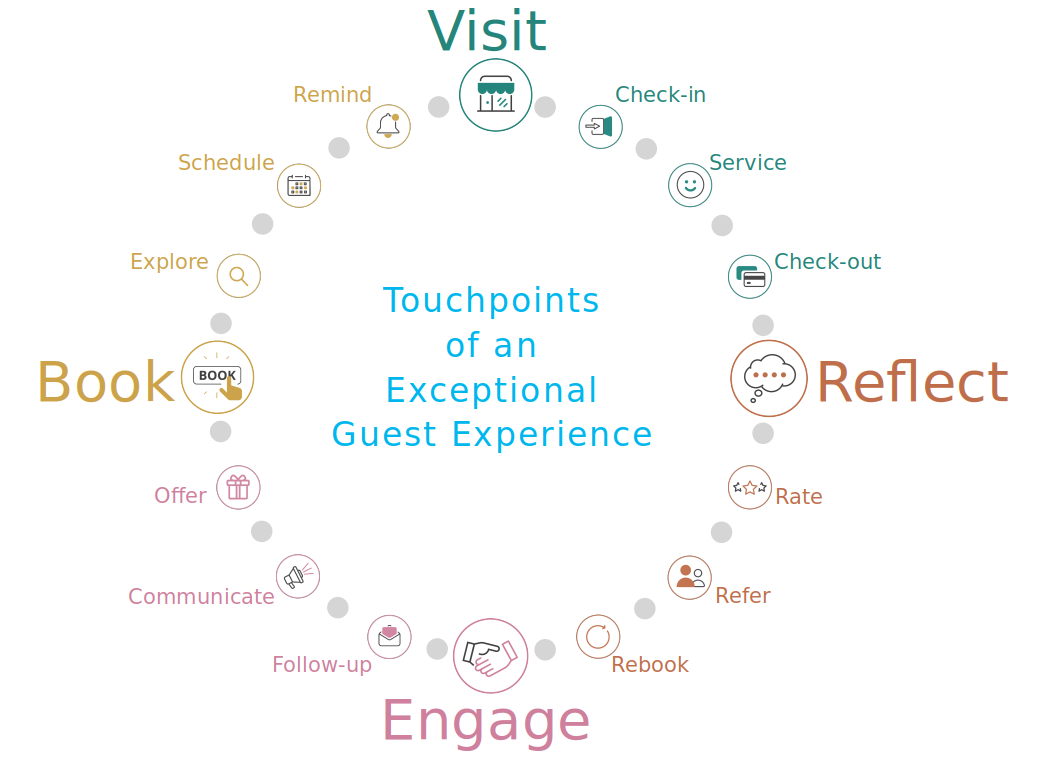 Visit
Remind
Check-in
Schedule
Service
Explore
Check-out
Touchpoints
of an
Exceptional
Guest Experience
Book
BOOK
Reflect
Offer
Rate
Communicate
Refer
Follow-up
Rebook
Engage